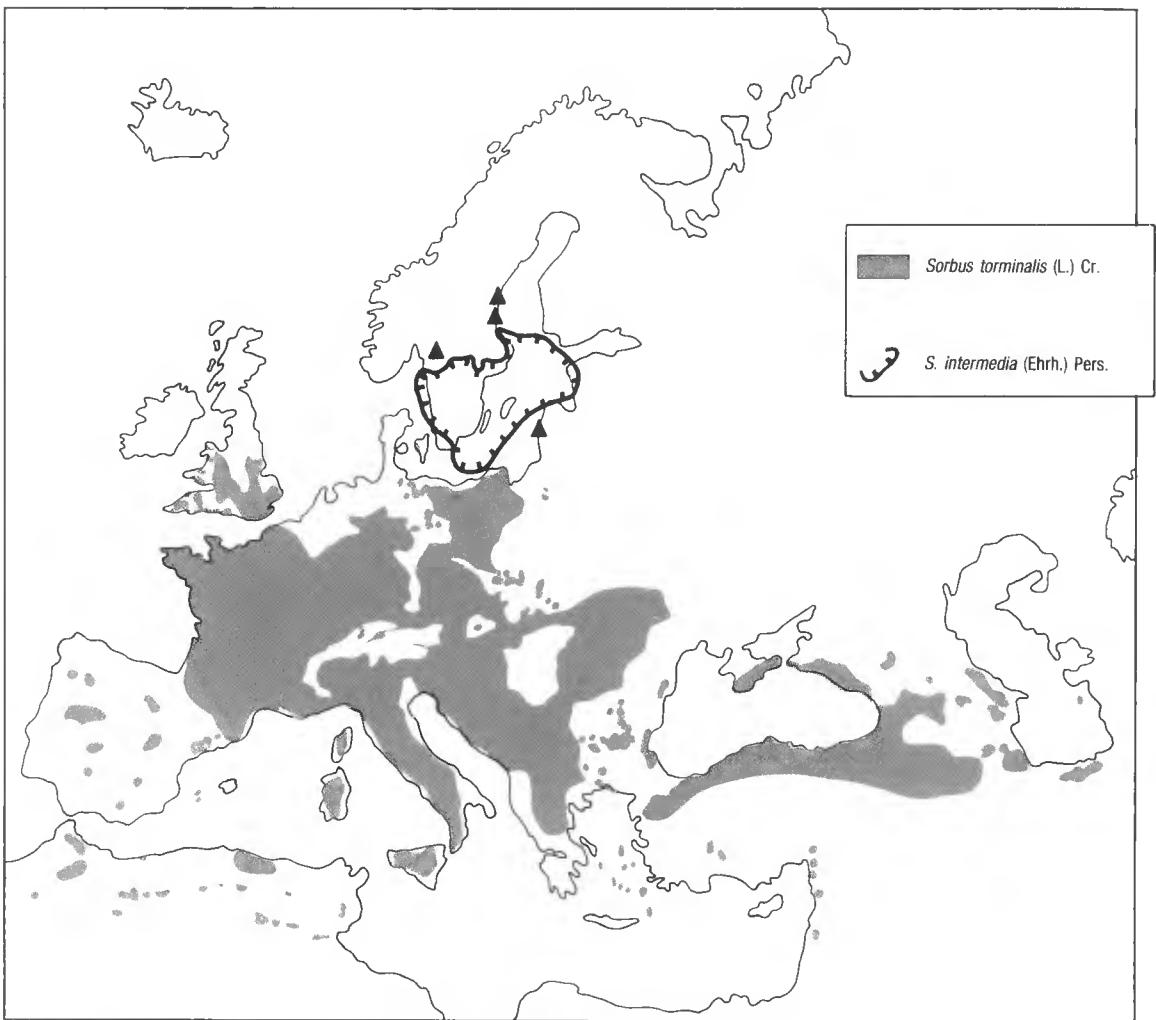 Sorbus torminalis (L.) Cr.
S. intermedia (Ehrh.) Pers.